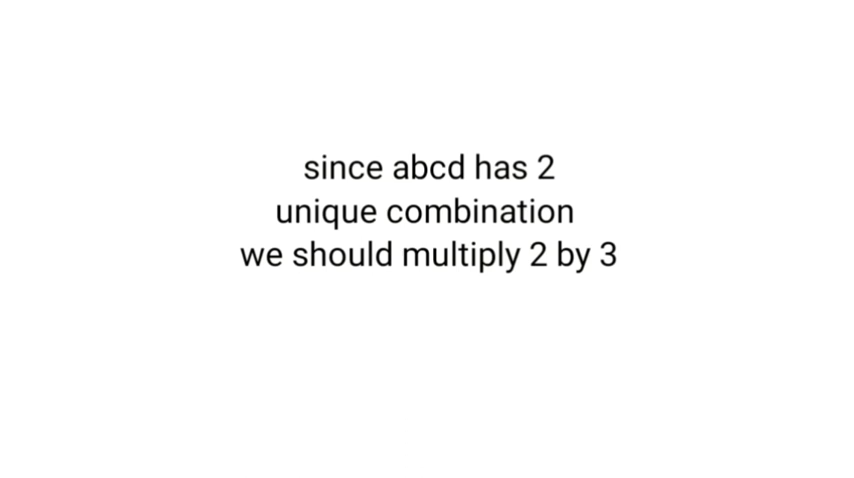 since abcd has 2
unique combination
we should multiply 2 by 3